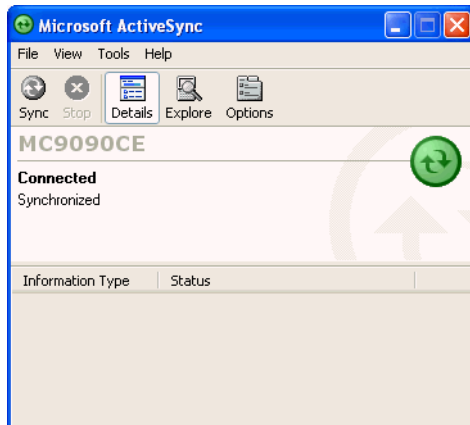 Microsoft ActiveSync
File View Tools Help
Sync Stop Details Explore Options
MC9090CE
Connected
Synchronized
Information Type Status